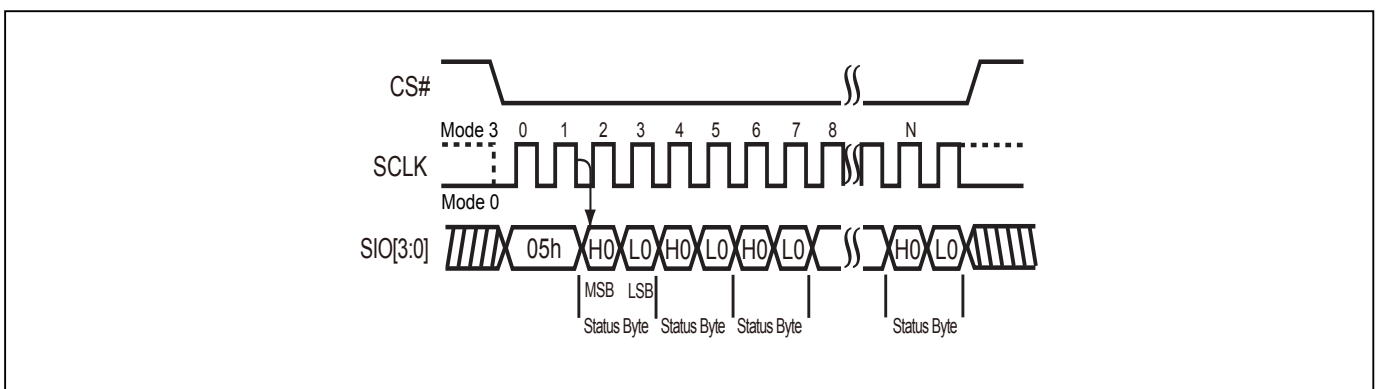 CS#
Mode 3 0 1 2 3 4 5 6 7 8 N
SCLK
Mode 0
SIO[3:0] 05h H0 L0 H0 L0 H0 L0 H0 L0
MSB LSB
Status Byte Status Byte Status Byte Status Byte